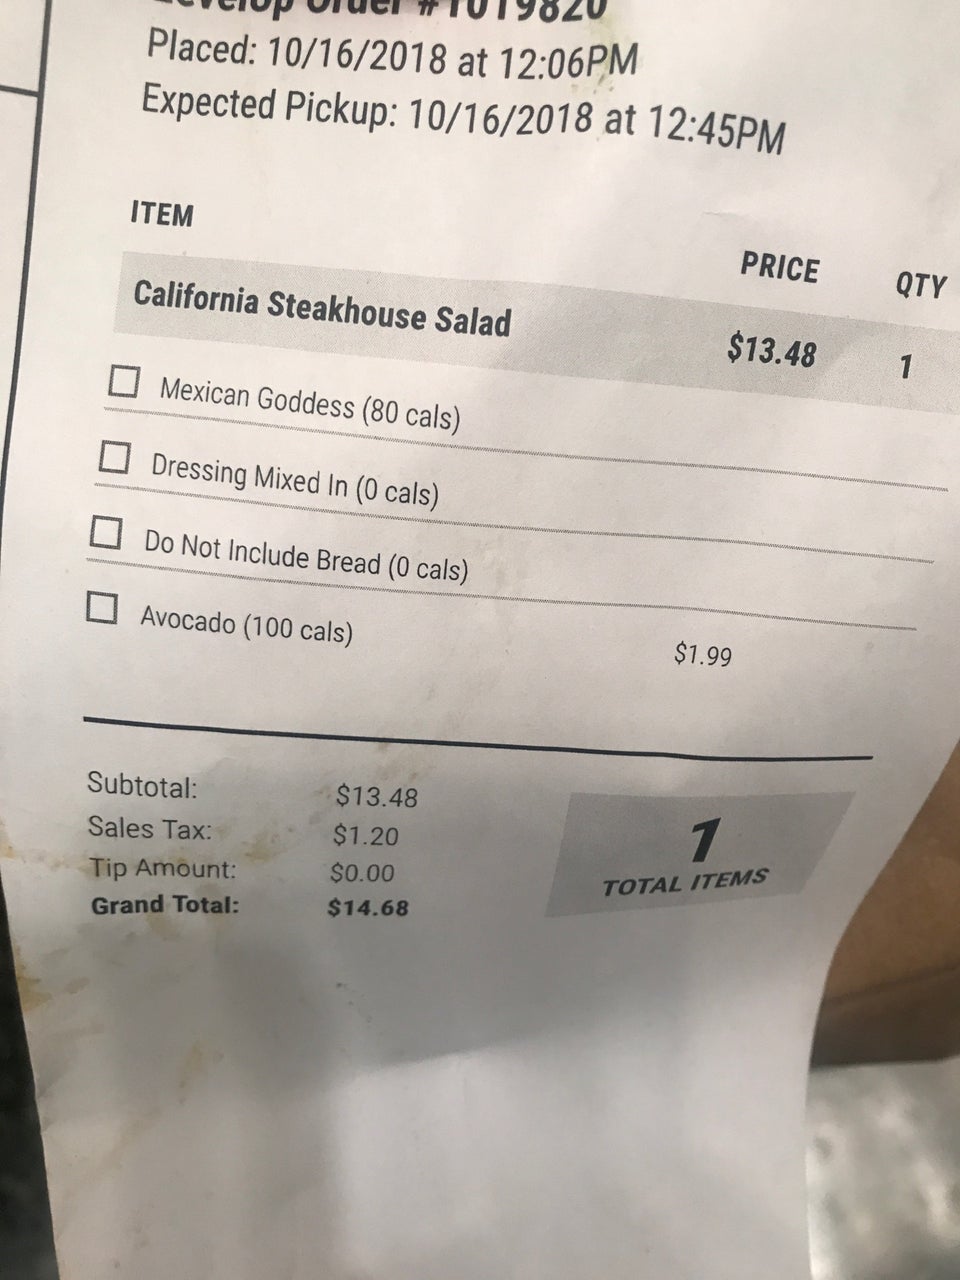 Order #1019820
Placed: 10/16/2018 at 12:06PM
Expected Pickup: 10/16/2018 at 12:45PM
ITEM PRICE QTY
California Steakhouse Salad $13.48 1
Mexican Goddess (80 cals)
Dressing Mixed In (0 cals)
Do Not Include Bread (0 cals)
Avocado (100 cals) $1.99
Subtotal: $13.48
Sales Tax: $1.20
Tip Amount: $0.00
Grand Total: $14.68
1
TOTAL ITEMS